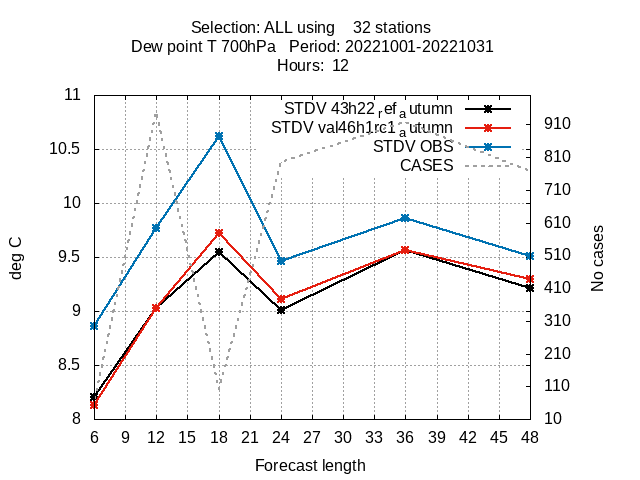 Selection: ALL using    32 stations
Dew point T 700hPa   Period: 20221001-20221031
Hours:  12
STDV 43h22_ref_autumn
STDV val46h1rc1_autumn
STDV OBS
CASES
11
10.5
10
9.5
9
8.5
8
910
810
710
610
510
410
310
210
110
10
deg C
No cases
6 9 12 15 18 21 24 27 30 33 36 39 42 45 48
Forecast length